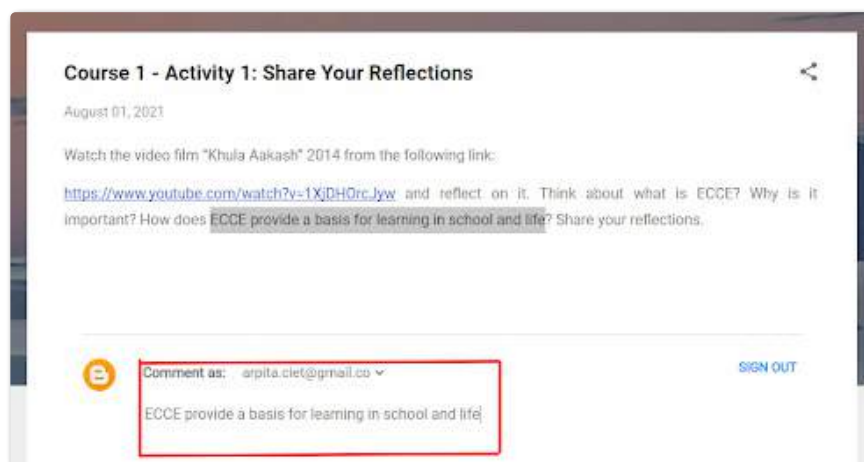 Course 1 - Activity 1: Share Your Reflections
August 01, 2021
Watch the video film "Khula Aakash" 2014 from the following link:
https://www.youtube.com/watch?v=1XjDHOrcJyw and reflect on it. Think about what is ECCE? Why is it
important? How does ECCE provide a basis for learning in school and life? Share your reflections.
Comment as: arpita.ciet@gmail.co
SIGN OUT
ECCE provide a basis for learning in school and life